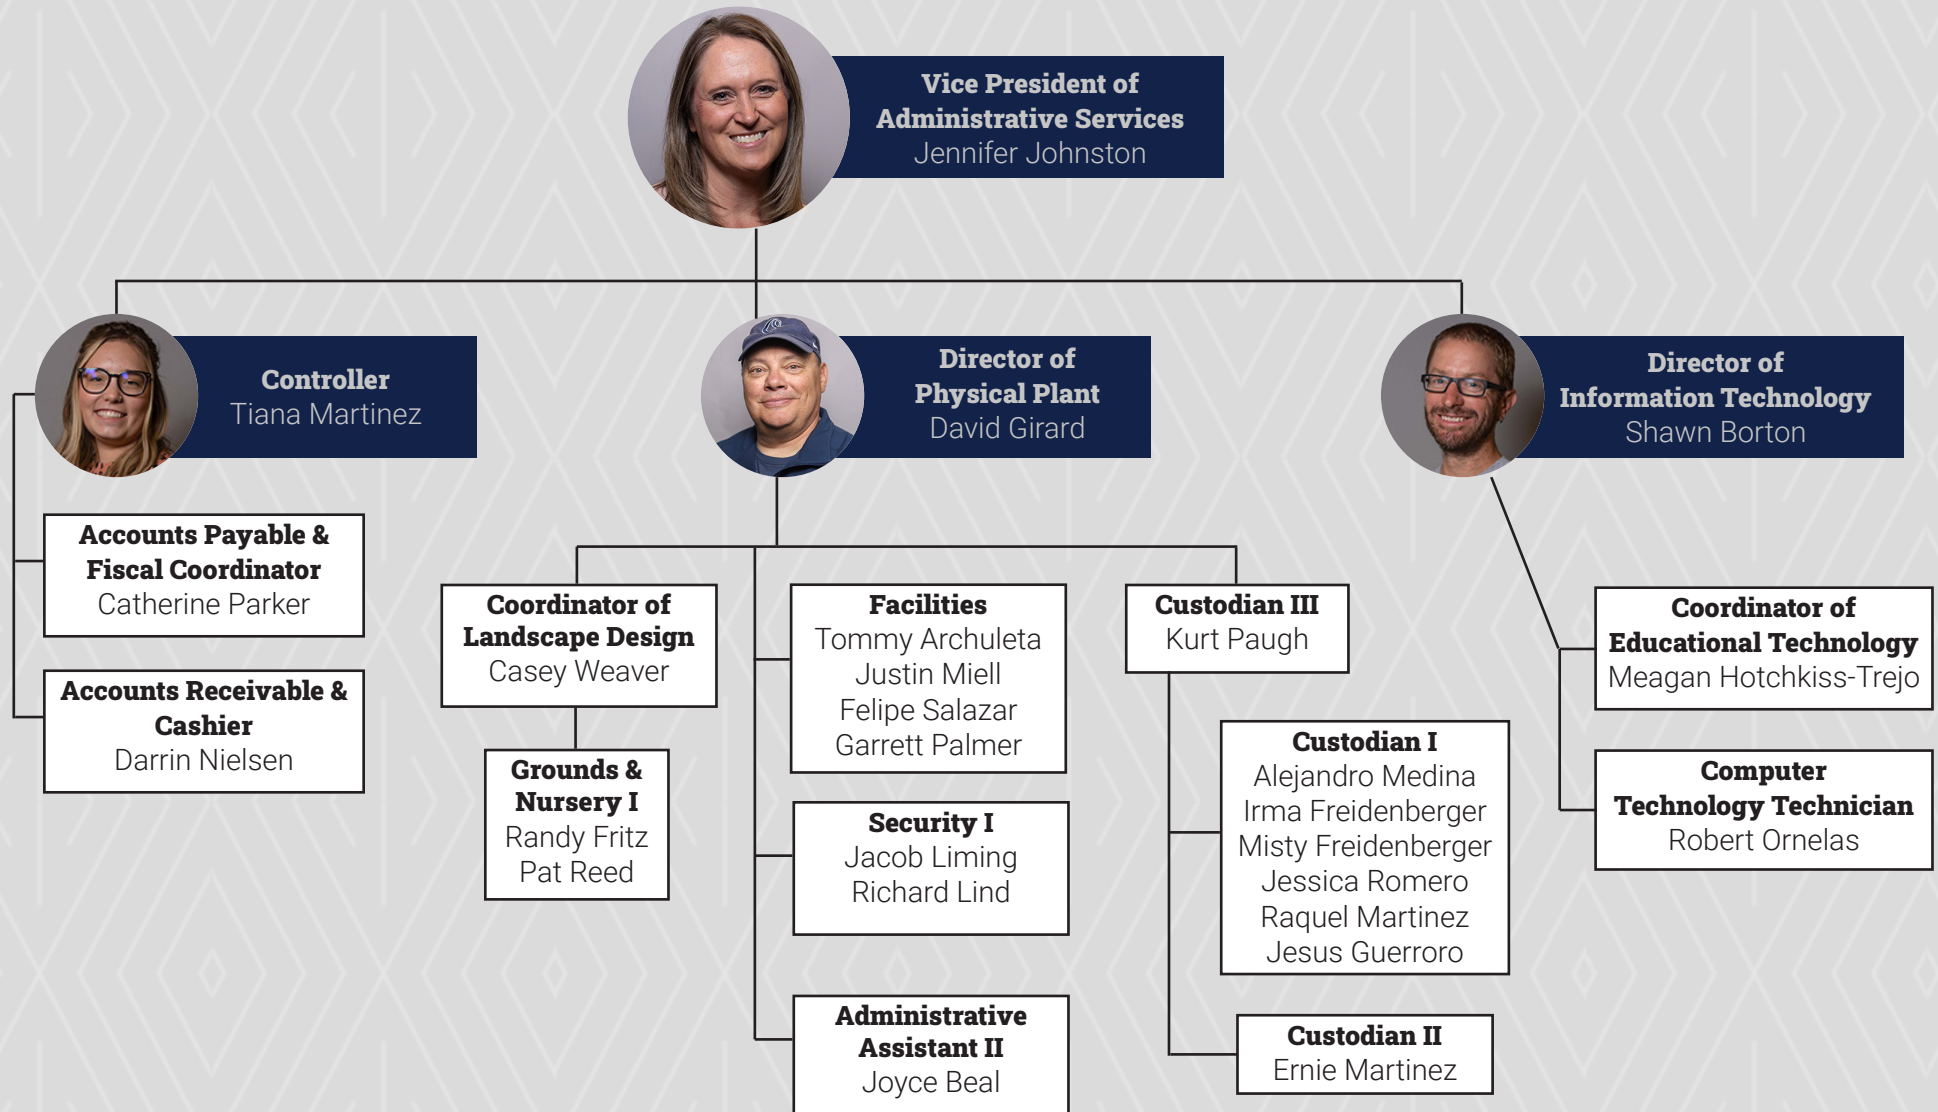 Vice President of
Administrative Services
Jennifer Johnston
Controller
Tiana Martinez
Director of
Physical Plant
David Girard
Director of
Information Technology
Shawn Borton
Accounts Payable &
Fiscal Coordinator
Catherine Parker
Accounts Receivable &
Cashier
Darrin Nielsen
Coordinator of
Landscape Design
Casey Weaver
Grounds &
Nursery I
Randy Fritz
Pat Reed
Facilities
Tommy Archuleta
Justin Miell
Felipe Salazar
Garrett Palmer
Security I
Jacob Liming
Richard Lind
Administrative
Assistant II
Joyce Beal
Custodian III
Kurt Paugh
Custodian I
Alejandro Medina
Irma Freidenberger
Misty Freidenberger
Jessica Romero
Raquel Martinez
Jesus Guerroro
Custodian II
Ernie Martinez
Coordinator of
Educational Technology
Meagan Hotchkiss-Trejo
Computer
Technology Technician
Robert Ornelas